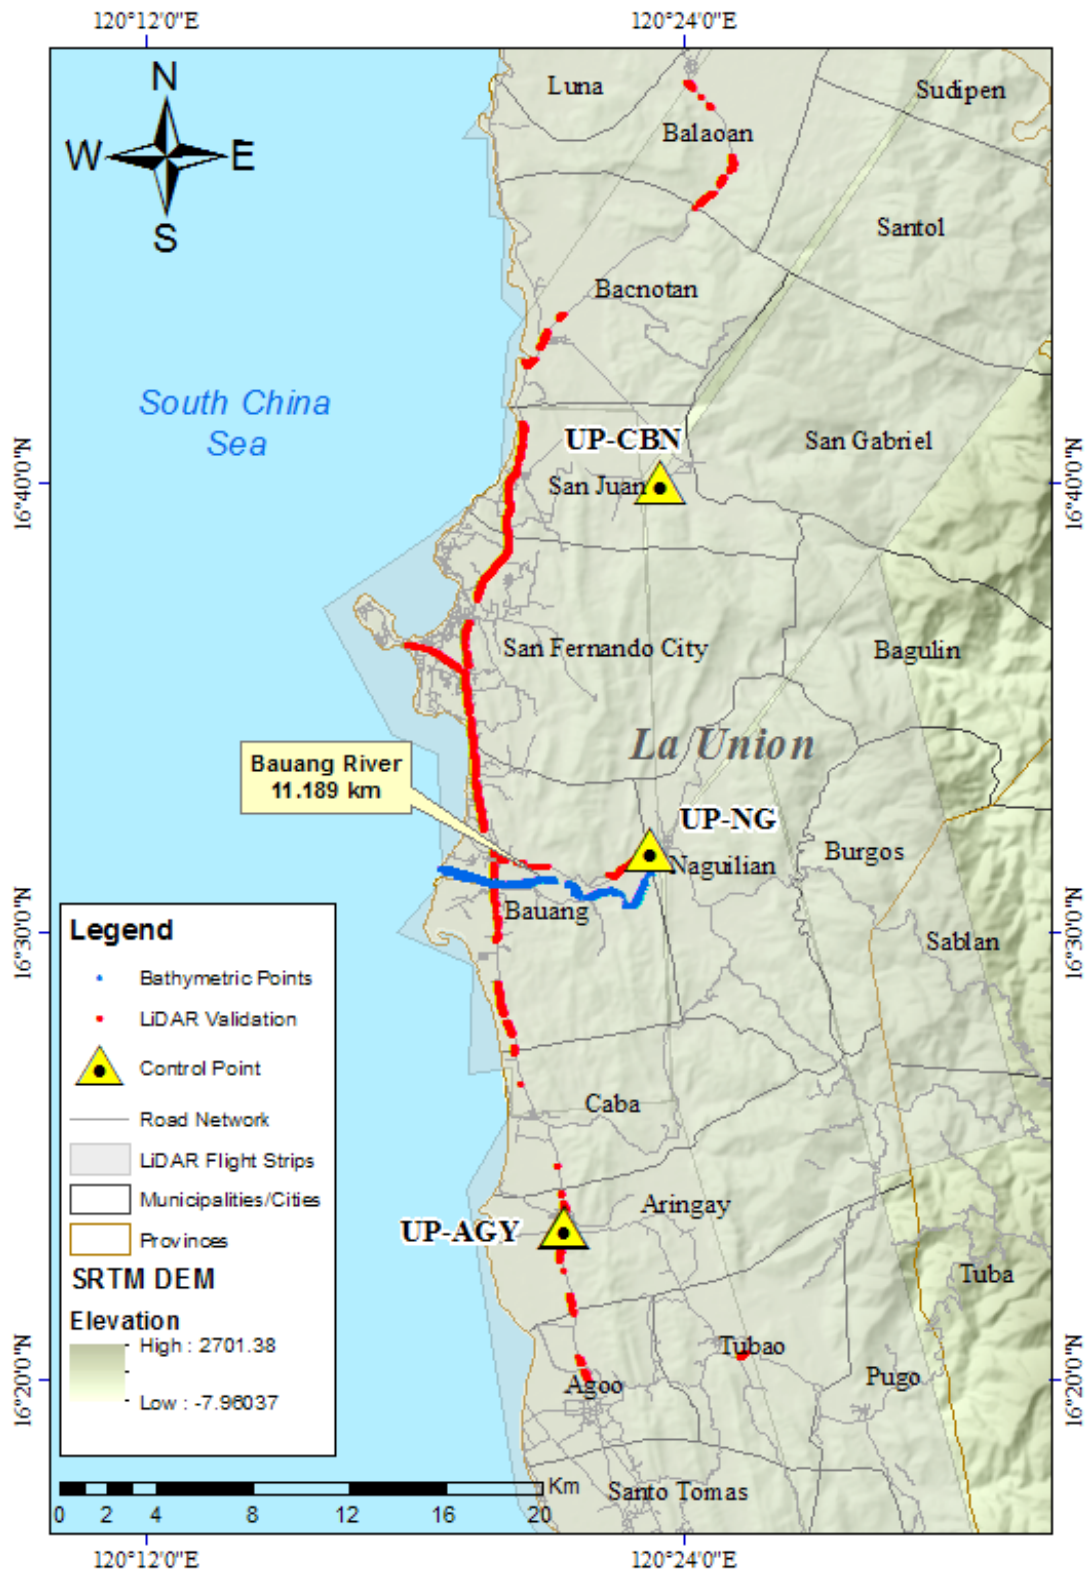 120°12'0"E
120°24'0"E
N
W
E
S
Luna
Sudipen
Balaoan
Santol
Bacnotan
South China
Sea
UP-CBN
San Gabriel
San Juan
16°40'0"N
16°40'0"N
San Fernando City
Bagulin
La Union
Bauang River
11.189 km
UP-NG
Naguilian
Burgos
Bauang
Sablan
16°30'0"N
16°30'0"N
Legend
Bathymetric Points
LiDAR Validation
Control Point
Road Network
LiDAR Flight Strips
Municipalities/Cities
Provinces
SRTM DEM
Elevation
High : 2701.38
Low : -7.96037
Caba
Aringay
UP-AGY
Tuba
Tubao
Pugo
Agoo
16°20'0"N
16°20'0"N
Santo Tomas
Km
0 2 4 8 12 16 20
120°12'0"E
120°24'0"E